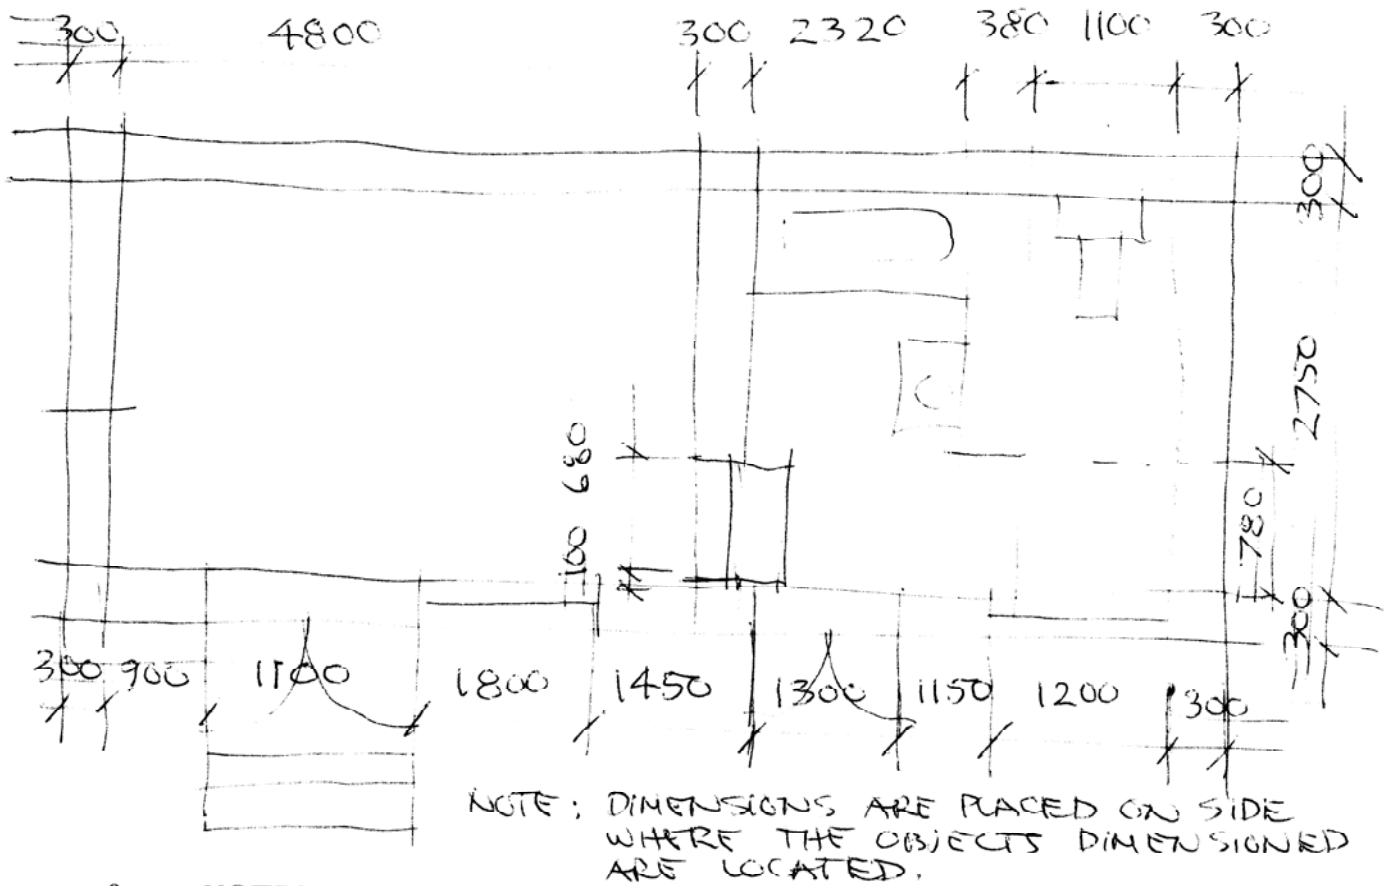 300 4800 300 2320 380 1100 300
300
2750
680
780
100
300
300 900 1100 1800 1450 1300 1150 1200 300
NOTE: DIMENSIONS ARE PLACED ON SIDE
WHERE THE OBJECTS DIMENSIONED
ARE LOCATED.